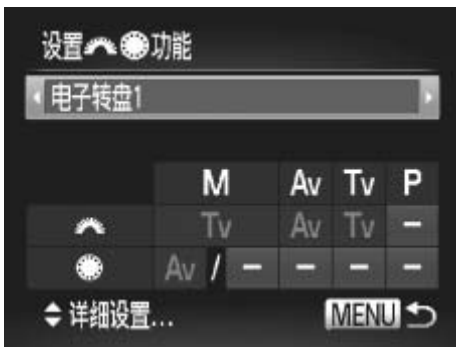 设置功能
电子转盘1
M Av Tv P
Tv Av Tv –
Av / – – – –
详细设置...
MENU